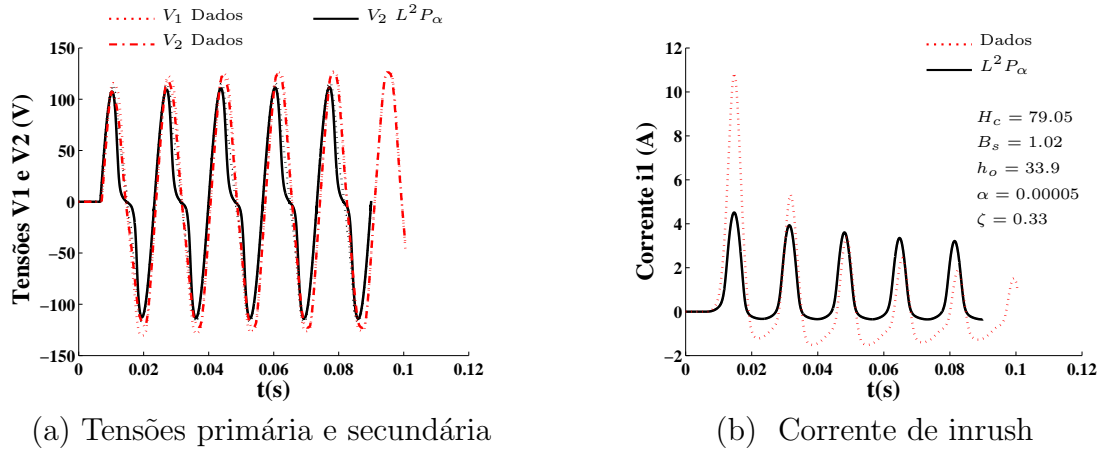 V₁ Dados
V₂ Dados
V₂ L²Pα
Tensões V1 e V2 (V)
150
100
50
0
−50
−100
−150
0
0.02
0.04
0.06
0.08
0.1
0.12
t(s)
(a) Tensões primária e secundária
Dados
L²Pα
H_c = 79.05
B_s = 1.02
h_o = 33.9
α = 0.00005
ζ = 0.33
Corrente i1 (A)
12
10
8
6
4
2
0
−2
0
0.02
0.04
0.06
0.08
0.1
0.12
t(s)
(b) Corrente de inrush